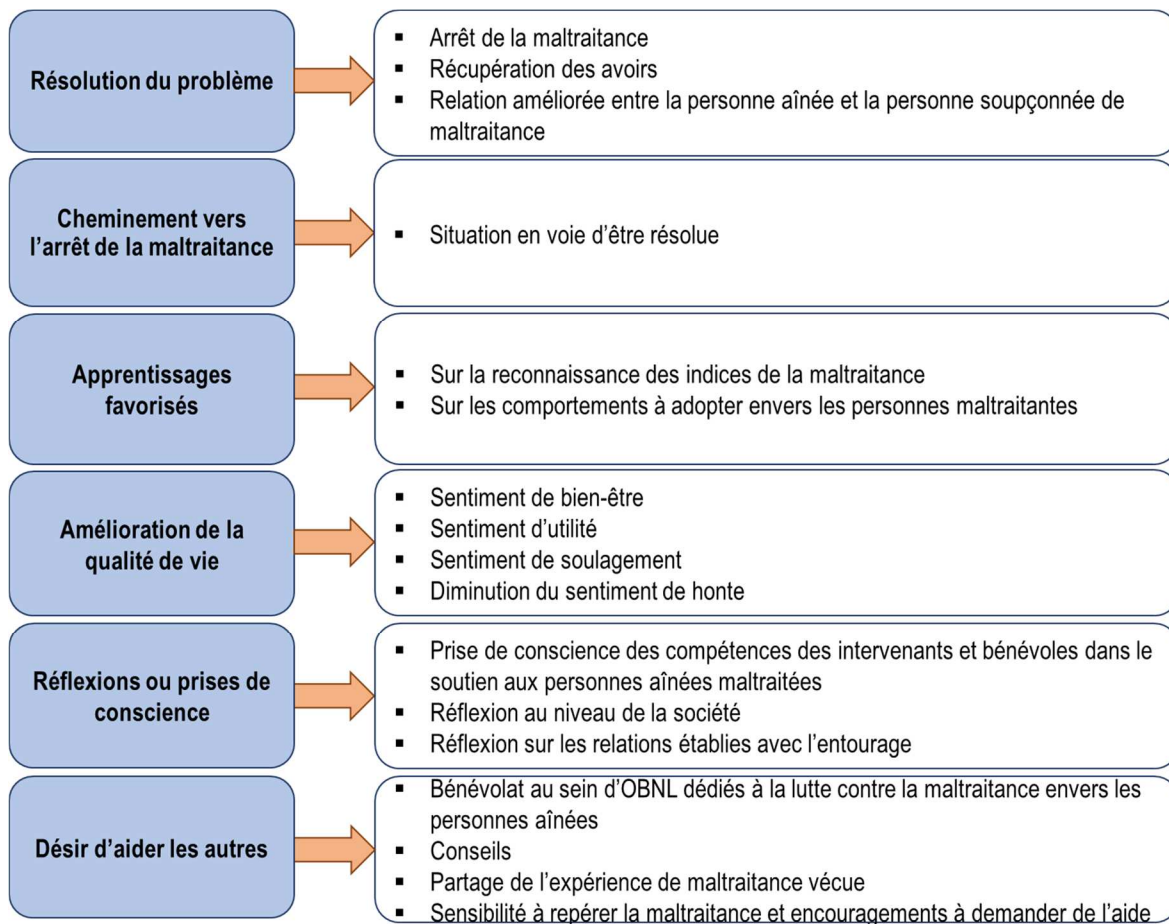 Résolution du problème
▪ Arrêt de la maltraitance
▪ Récupération des avoirs
▪ Relation améliorée entre la personne aînée et la personne soupçonnée de
maltraitance
Cheminement vers
l’arrêt de la maltraitance
▪ Situation en voie d’être résolue
Apprentissages
favorisés
▪ Sur la reconnaissance des indices de la maltraitance
▪ Sur les comportements à adopter envers les personnes maltraitantes
Amélioration de la
qualité de vie
▪ Sentiment de bien-être
▪ Sentiment d’utilité
▪ Sentiment de soulagement
▪ Diminution du sentiment de honte
Réflexions ou prises de
conscience
▪ Prise de conscience des compétences des intervenants et bénévoles dans le
soutien aux personnes aînées maltraitées
▪ Réflexion au niveau de la société
▪ Réflexion sur les relations établies avec l’entourage
Désir d’aider les autres
▪ Bénévolat au sein d’OBNL dédiés à la lutte contre la maltraitance envers les
personnes aînées
▪ Conseils
▪ Partage de l’expérience de maltraitance vécue
▪ Sensibilité à repérer la maltraitance et encouragements à demander de l’aide